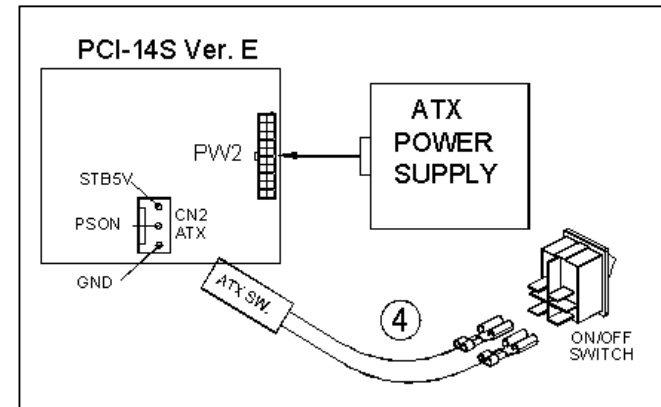 PCI-14S Ver. E
ATX
POWER
SUPPLY
PW2
STB5V
PSON
CN2
ATX
GND
ATX SW.
4
ON/OFF
SWITCH